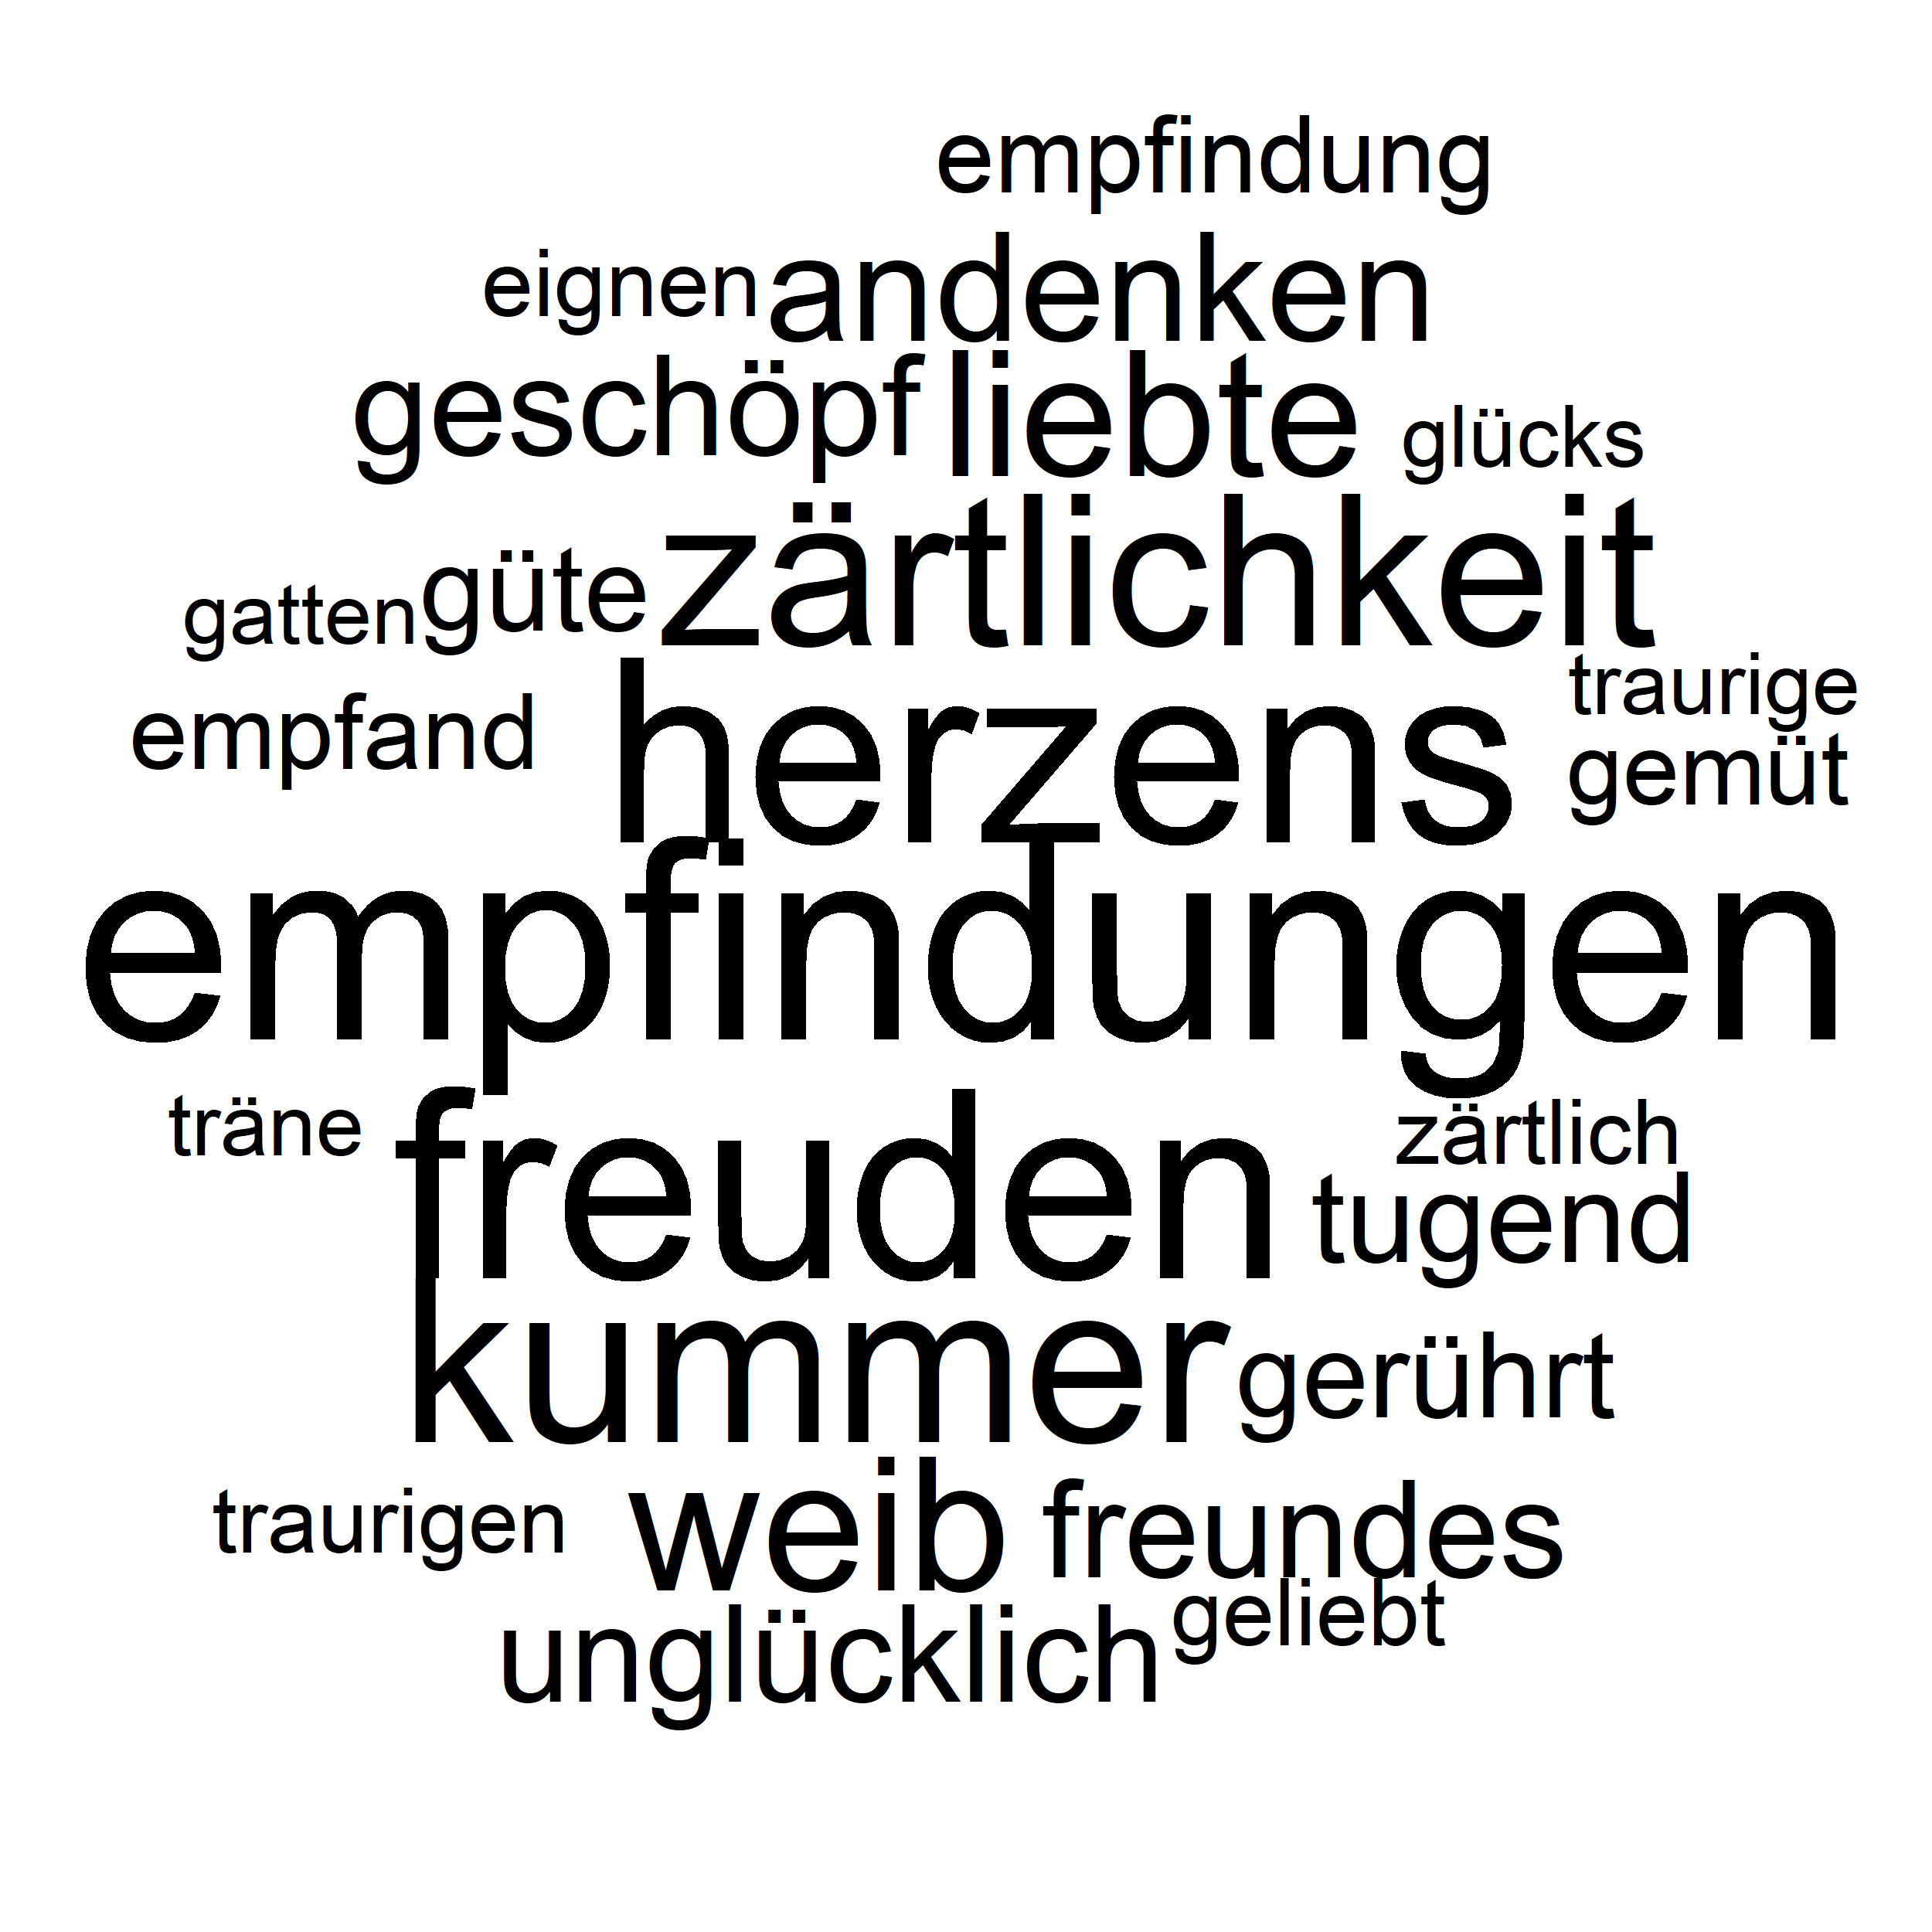 empfindung
eignen andenken
geschöpf liebte glücks
gatten güte zärtlichkeit
empfand herzens traurige
gemüt
empfindungen
träne freuden zärtlich
tugend
kummer gerührt
traurigen weib freundes
unglücklich geliebt